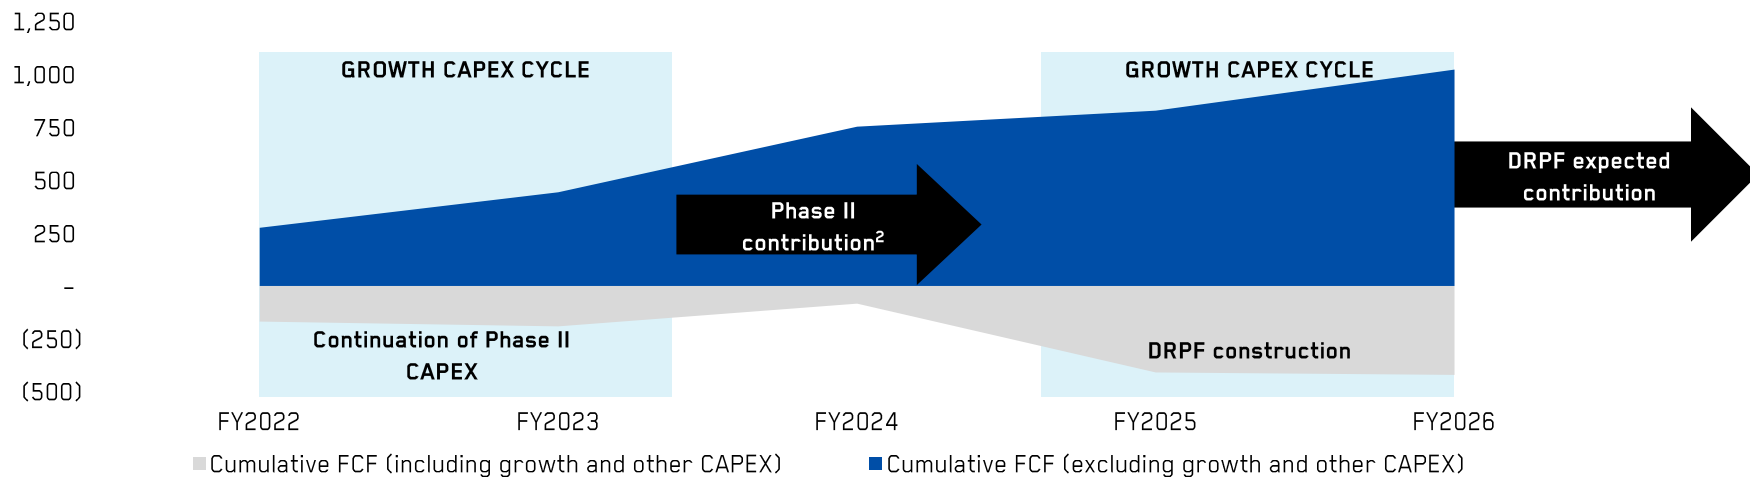 1,250
1,000
750
500
250
–
(250)
(500)
GROWTH CAPEX CYCLE
GROWTH CAPEX CYCLE
Phase II
contribution²
DRPF expected
contribution
Continuation of Phase II
CAPEX
DRPF construction
FY2022
FY2023
FY2024
FY2025
FY2026
Cumulative FCF (including growth and other CAPEX)
Cumulative FCF (excluding growth and other CAPEX)